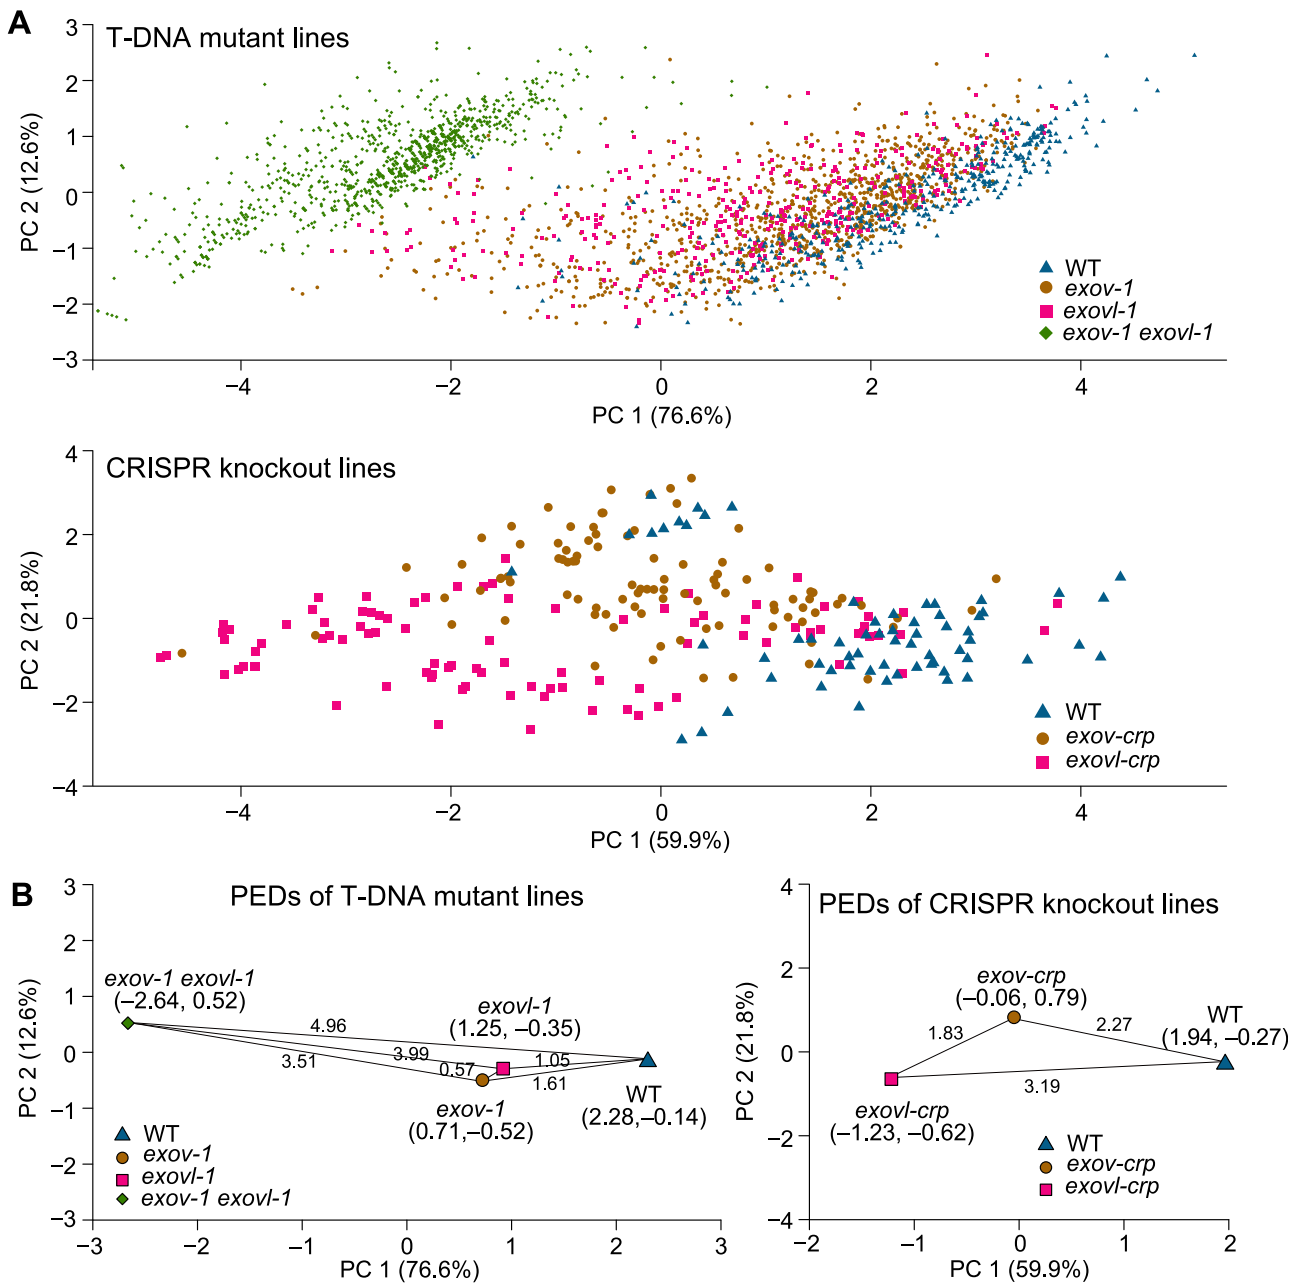 A
T-DNA mutant lines
3
2
1
0
−1
−2
−3
PC 2 (12.6%)
−4
−2
0
2
4
PC 1 (76.6%)
WT
exov-1
exovl-1
exov-1 exovl-1
CRISPR knockout lines
4
2
0
−2
−4
PC 2 (21.8%)
−4
−2
0
2
4
PC 1 (59.9%)
WT
exov-crp
exovl-crp
B
PEDs of T-DNA mutant lines
3
2
1
0
−1
−2
−3
PC 2 (12.6%)
exov-1 exovl-1
(−2.64, 0.52)
exovl-1
(1.25, −0.35)
4.96
3.99
3.51
0.57
1.05
1.61
exov-1
(0.71,−0.52)
WT
(2.28,−0.14)
WT
exov-1
exovl-1
exov-1 exovl-1
−3
−2
−1
0
1
2
3
PC 1 (76.6%)
PEDs of CRISPR knockout lines
4
2
0
−2
−4
PC 2 (21.8%)
exov-crp
(−0.06, 0.79)
WT
(1.94, −0.27)
1.83
2.27
3.19
exovl-crp
(−1.23, −0.62)
WT
exov-crp
exovl-crp
−2
−1
0
1
2
PC 1 (59.9%)